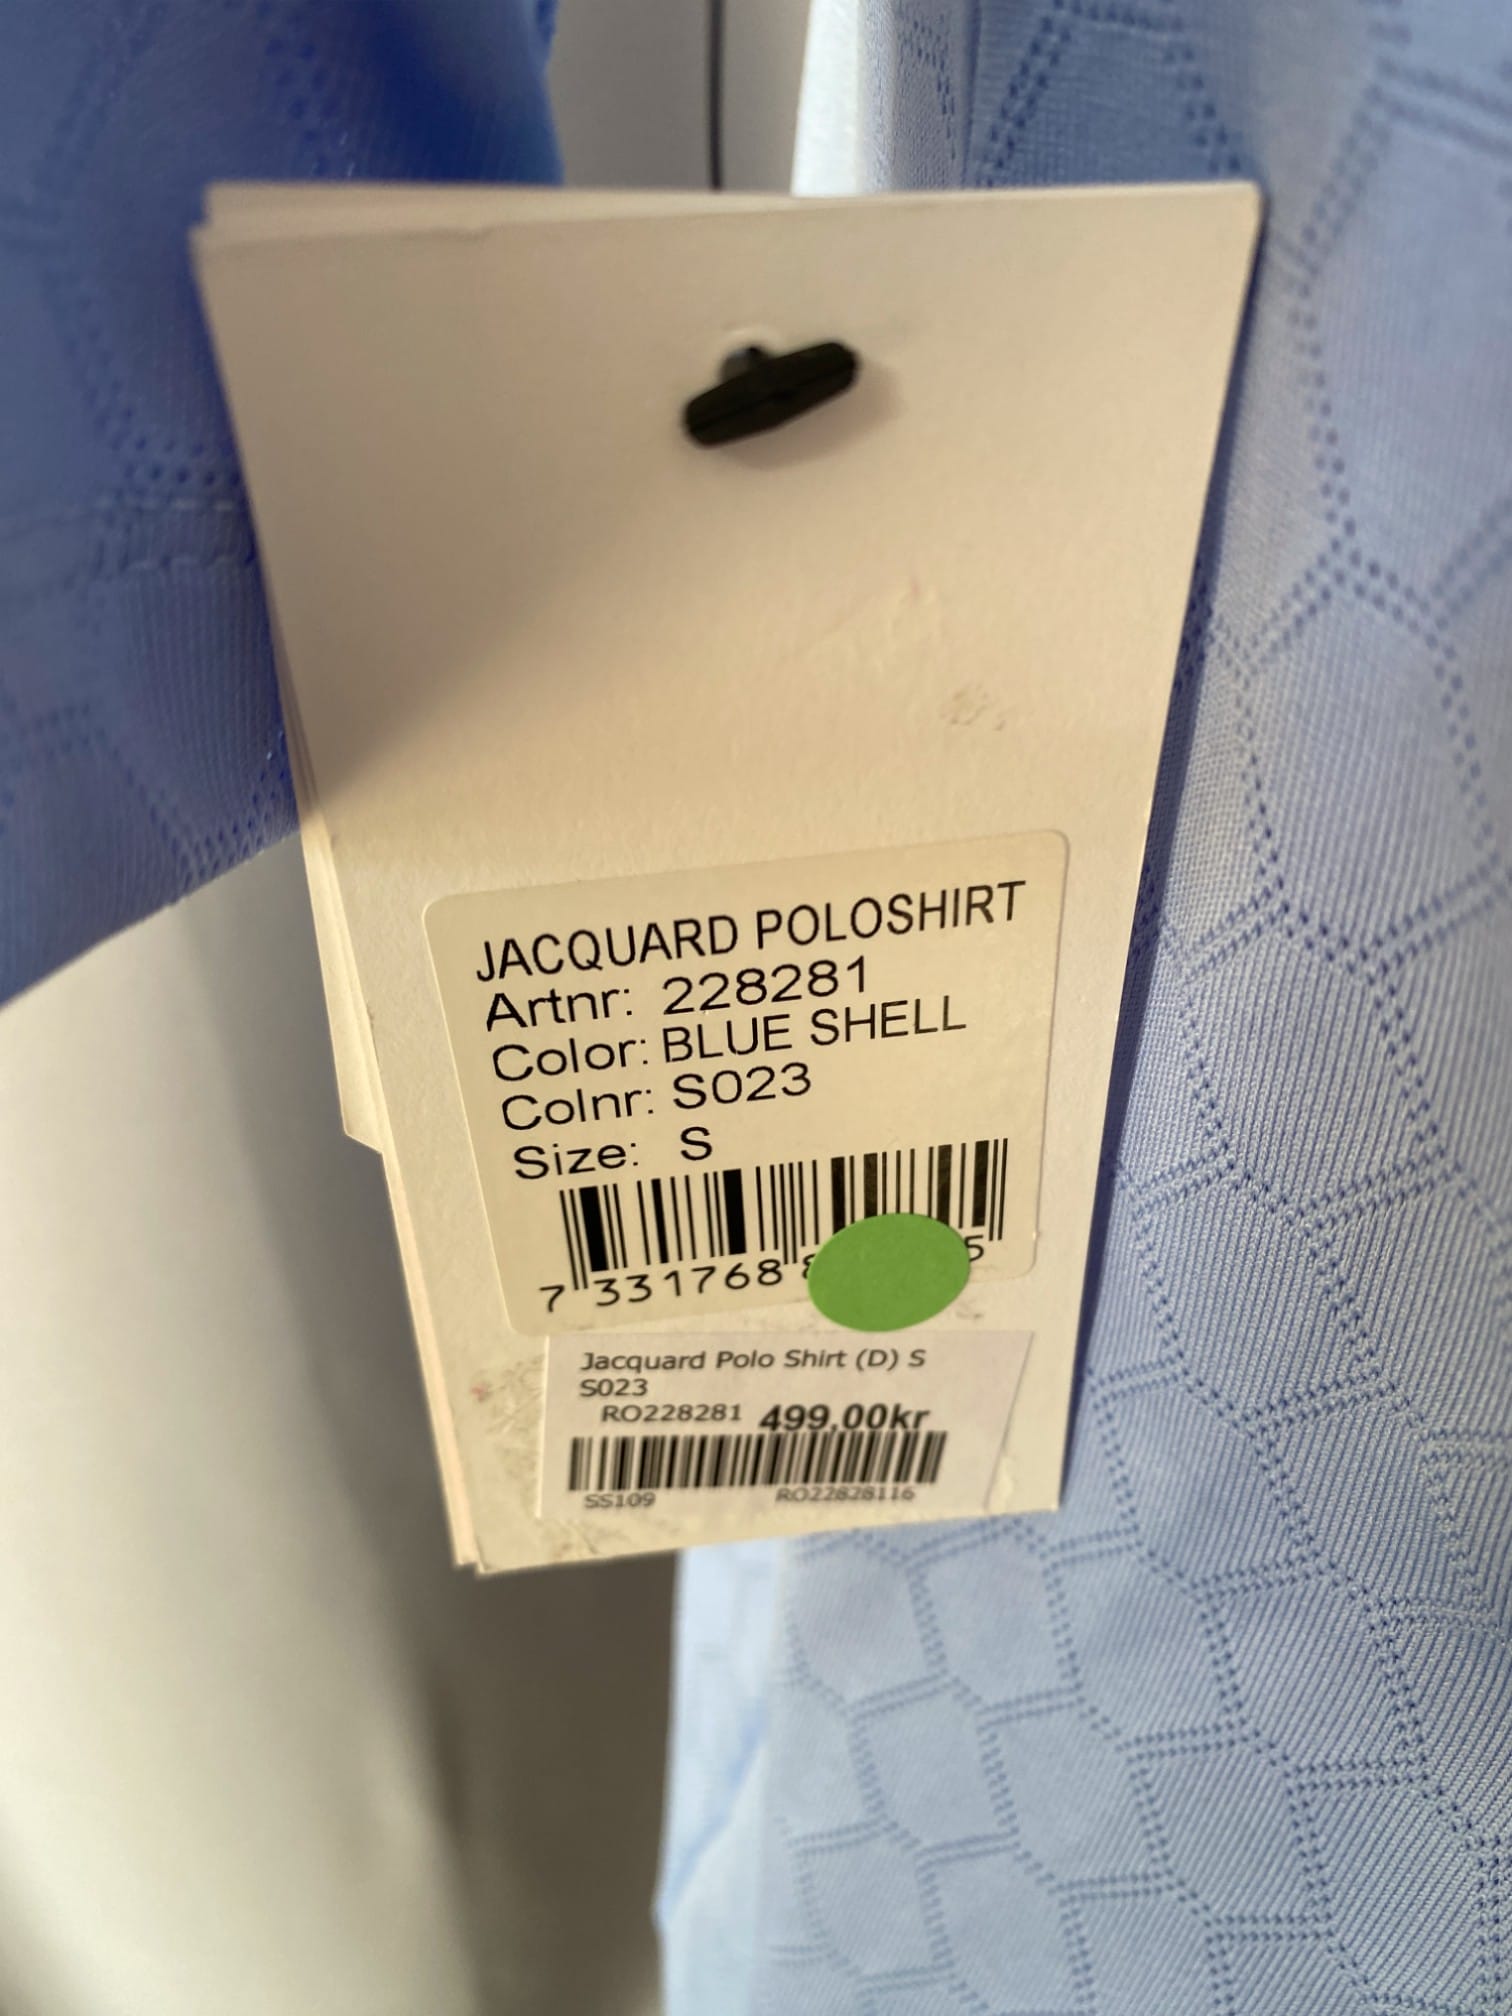 JACQUARD POLOSHIRT
Artnr: 228281
Color: BLUE SHELL
Colnr: S023
Size: S
7 331768 5
Jacquard Polo Shirt (D) S
S023
RO228281 499,00kr
SS109 RO22828116